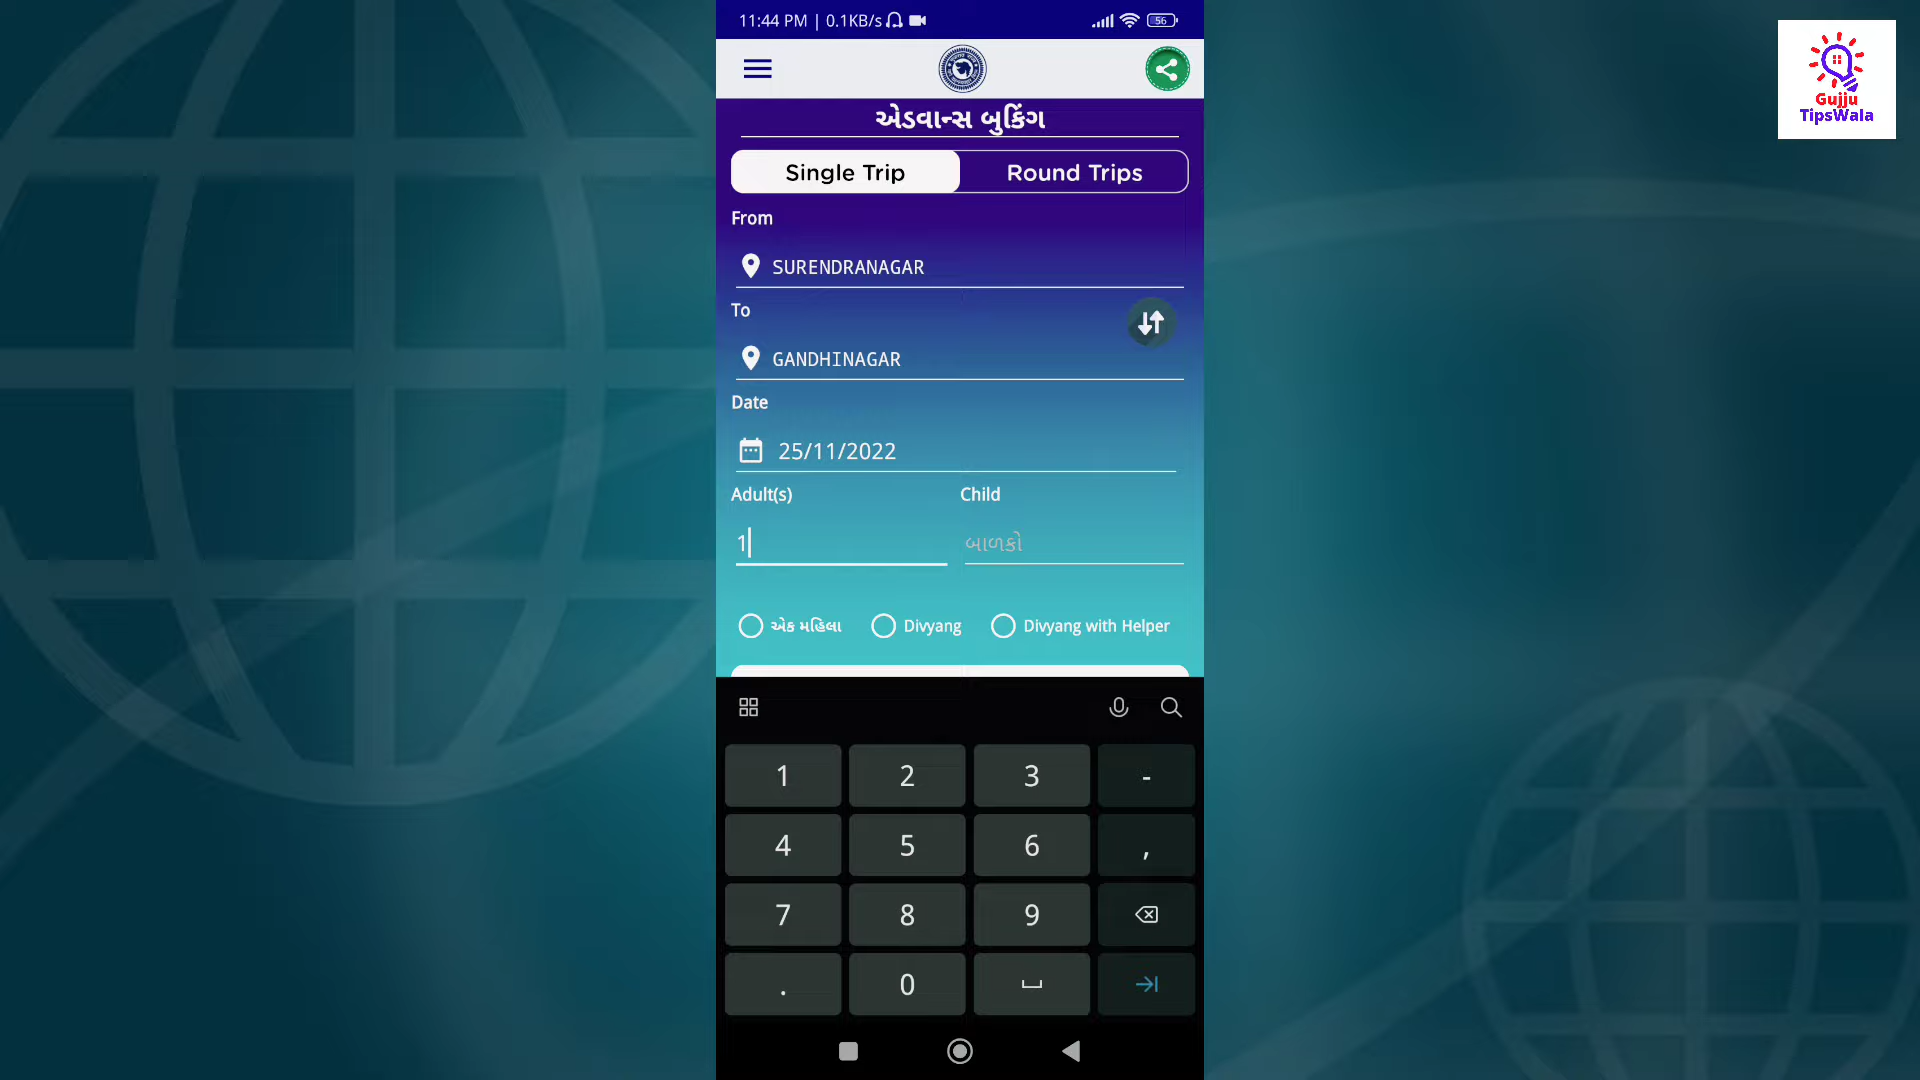 11:44 PM | 0.1KB/s
56
Gujju
TipsWala
એડવાન્સ બુકિંગ
Single Trip
Round Trips
From
SURENDRANAGAR
To
GANDHINAGAR
Date
25/11/2022
Adult(s)
Child
1
બાળકો
એક મહિલા
Divyang
Divyang with Helper
1
2
3
-
4
5
6
,
7
8
9
.
0